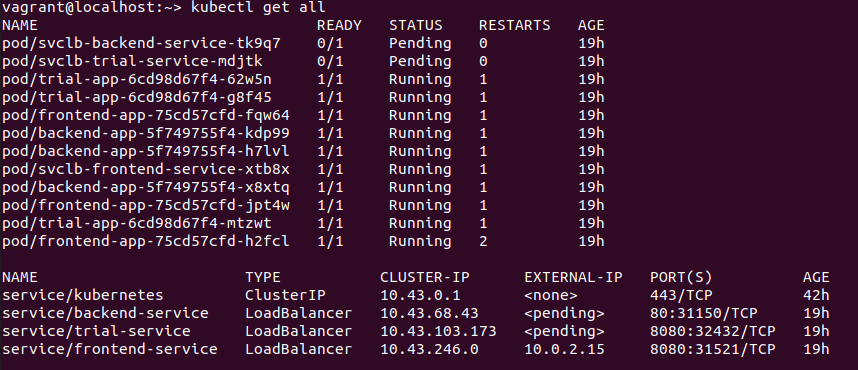 vagrant@localhost:~> kubectl get all
NAME READY STATUS RESTARTS AGE
pod/svclb-backend-service-tk9q7 0/1 Pending 0 19h
pod/svclb-trial-service-mdjtk 0/1 Pending 0 19h
pod/trial-app-6cd98d67f4-62w5n 1/1 Running 1 19h
pod/trial-app-6cd98d67f4-g8f45 1/1 Running 1 19h
pod/frontend-app-75cd57cfd-fqw64 1/1 Running 1 19h
pod/backend-app-5f749755f4-kdp99 1/1 Running 1 19h
pod/backend-app-5f749755f4-h7lvl 1/1 Running 1 19h
pod/svclb-frontend-service-xtb8x 1/1 Running 1 19h
pod/backend-app-5f749755f4-x8xtq 1/1 Running 1 19h
pod/frontend-app-75cd57cfd-jpt4w 1/1 Running 1 19h
pod/trial-app-6cd98d67f4-mtzwt 1/1 Running 1 19h
pod/frontend-app-75cd57cfd-h2fcl 1/1 Running 2 19h
NAME TYPE CLUSTER-IP EXTERNAL-IP PORT(S) AGE
service/kubernetes ClusterIP 10.43.0.1 <none> 443/TCP 42h
service/backend-service LoadBalancer 10.43.68.43 <pending> 80:31150/TCP 19h
service/trial-service LoadBalancer 10.43.103.173 <pending> 8080:32432/TCP 19h
service/frontend-service LoadBalancer 10.43.246.0 10.0.2.15 8080:31521/TCP 19h